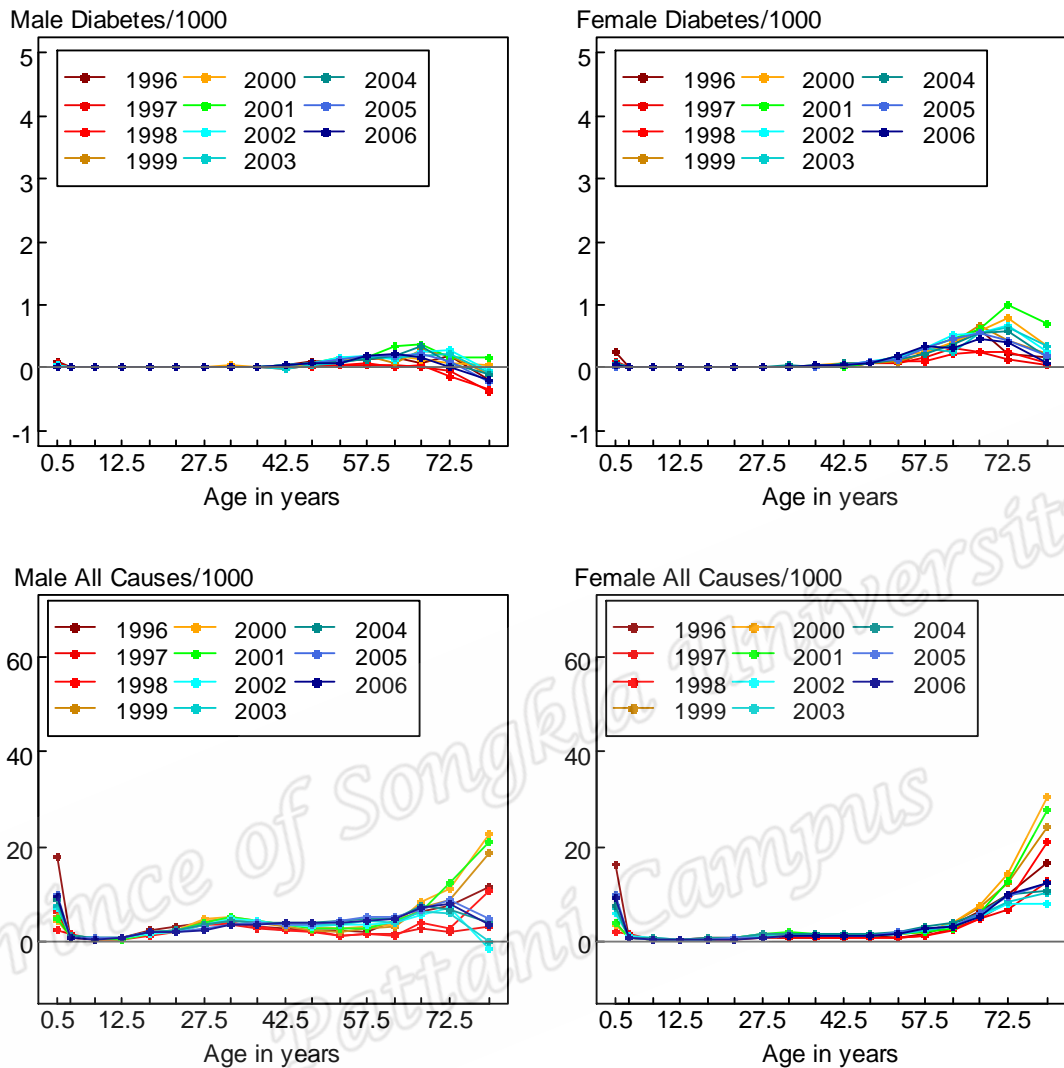 Male Diabetes/1000
5
4
3
2
1
0
-1
1996 2000 2004
1997 2001 2005
1998 2002 2006
1999 2003
0.5 12.5 27.5 42.5 57.5 72.5
Age in years
Female Diabetes/1000
5
4
3
2
1
0
-1
1996 2000 2004
1997 2001 2005
1998 2002 2006
1999 2003
0.5 12.5 27.5 42.5 57.5 72.5
Age in years
Male All Causes/1000
60
40
20
0
1996 2000 2004
1997 2001 2005
1998 2002 2006
1999 2003
0.5 12.5 27.5 42.5 57.5 72.5
Age in years
Female All Causes/1000
60
40
20
0
1996 2000 2004
1997 2001 2005
1998 2002 2006
1999 2003
0.5 12.5 27.5 42.5 57.5 72.5
Age in years
of Songkla
Pattani Campus